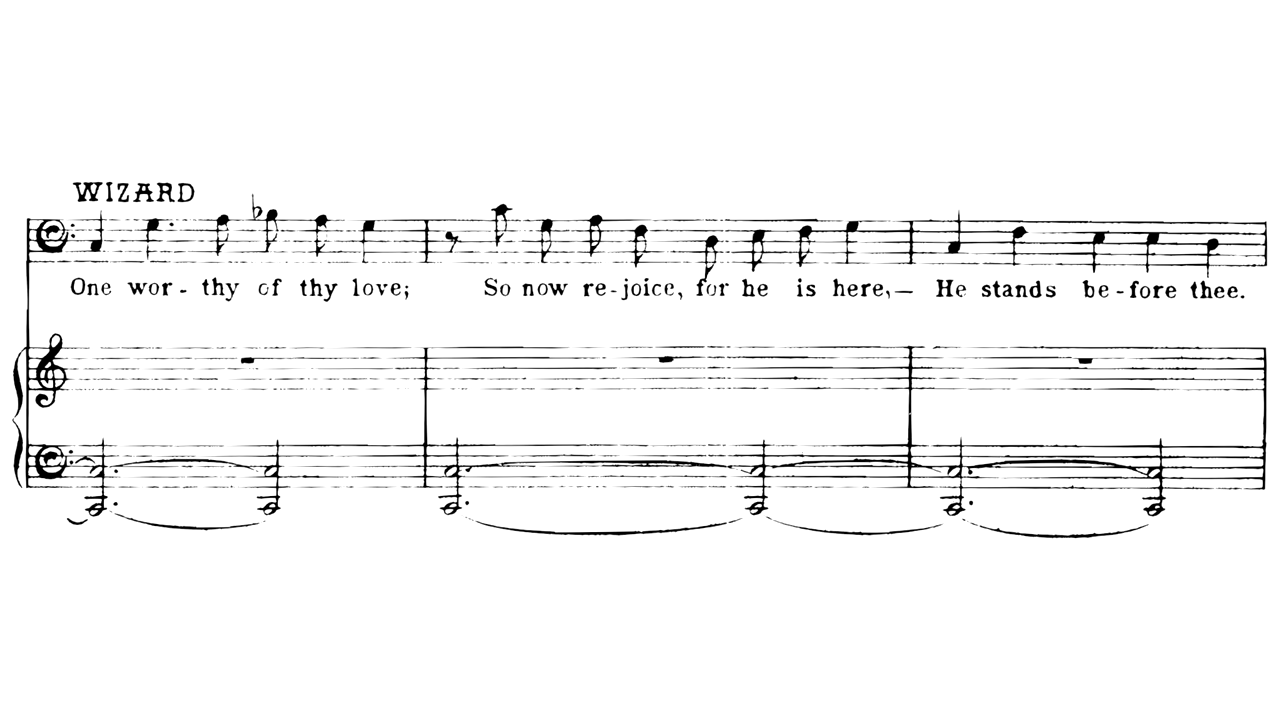 WIZARD
One wor - thy of thy love; So now re - joice, for he is here,— He stands be - fore thee.